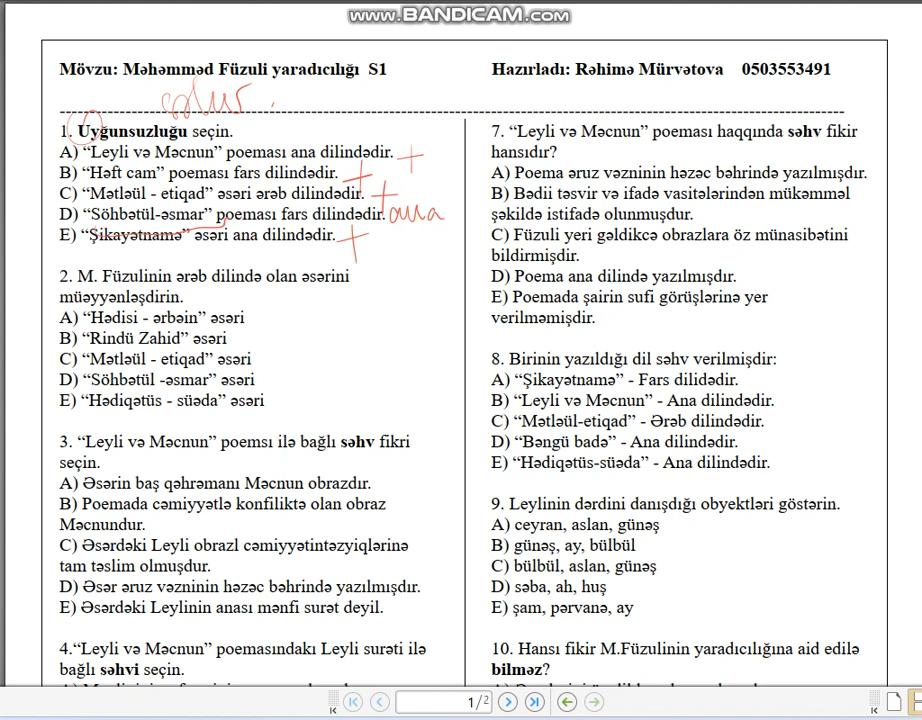 www.BANDICAM.com
Mövzu: Məhəmməd Füzuli yaradıcılığı S1
Hazırladı: Rəhimə Mürvətova 0503553491
1. Uyğunsuzluğu seçin.
A) “Leyli və Məcnun” poeması ana dilindədir.
B) “Həft cam” poeması fars dilindədir.
C) “Mətləül - etiqad” əsəri ərəb dilindədir.
D) “Söhbətül-əsmar” poeması fars dilindədir. ana
E) “Şikayətnamə” əsəri ana dilindədir.
2. M. Füzulinin ərəb dilində olan əsərini
müəyyənləşdirin.
A) “Hədisi - ərbəin” əsəri
B) “Rindü Zahid” əsəri
C) “Mətləül - etiqad” əsəri
D) “Söhbətül -əsmar” əsəri
E) “Hədiqətüs - süəda” əsəri
3. “Leyli və Məcnun” poemsı ilə bağlı səhv fikri
seçin.
A) Əsərin baş qəhrəmanı Məcnun obrazdır.
B) Poemada cəmiyyətlə konfiliktə olan obraz
Məcnundur.
C) Əsərdəki Leyli obrazl cəmiyyətintəzyiqlərinə
tam təslim olmuşdur.
D) Əsər əruz vəzninin həzəc bəhrində yazılmışdır.
E) Əsərdəki Leylinin anası mənfi surət deyil.
4.“Leyli və Məcnun” poemasındakı Leyli surəti ilə
bağlı səhvi seçin.
7. “Leyli və Məcnun” poeması haqqında səhv fikir
hansıdır?
A) Poema əruz vəzninin həzəc bəhrində yazılmışdır.
B) Bədii təsvir və ifadə vasitələrindən mükəmməl
şəkildə istifadə olunmuşdur.
C) Füzuli yeri gəldikcə obrazlara öz münasibətini
bildirmişdir.
D) Poema ana dilində yazılmışdır.
E) Poemada şairin sufi görüşlərinə yer
verilməmişdir.
8. Birinin yazıldığı dil səhv verilmişdir:
A) “Şikayətnamə” - Fars dilidədir.
B) “Leyli və Məcnun” - Ana dilindədir.
C) “Mətləül-etiqad” - Ərəb dilindədir.
D) “Bəngü badə” - Ana dilindədir.
E) “Hədiqətüs-süəda” - Ana dilindədir.
9. Leylinin dərdini danışdığı obyektləri göstərin.
A) ceyran, aslan, günəş
B) günəş, ay, bülbül
C) bülbül, aslan, günəş
D) səba, ah, huş
E) şam, pərvanə, ay
10. Hansı fikir M.Füzulinin yaradıcılığına aid edilə
bilməz?
1/2